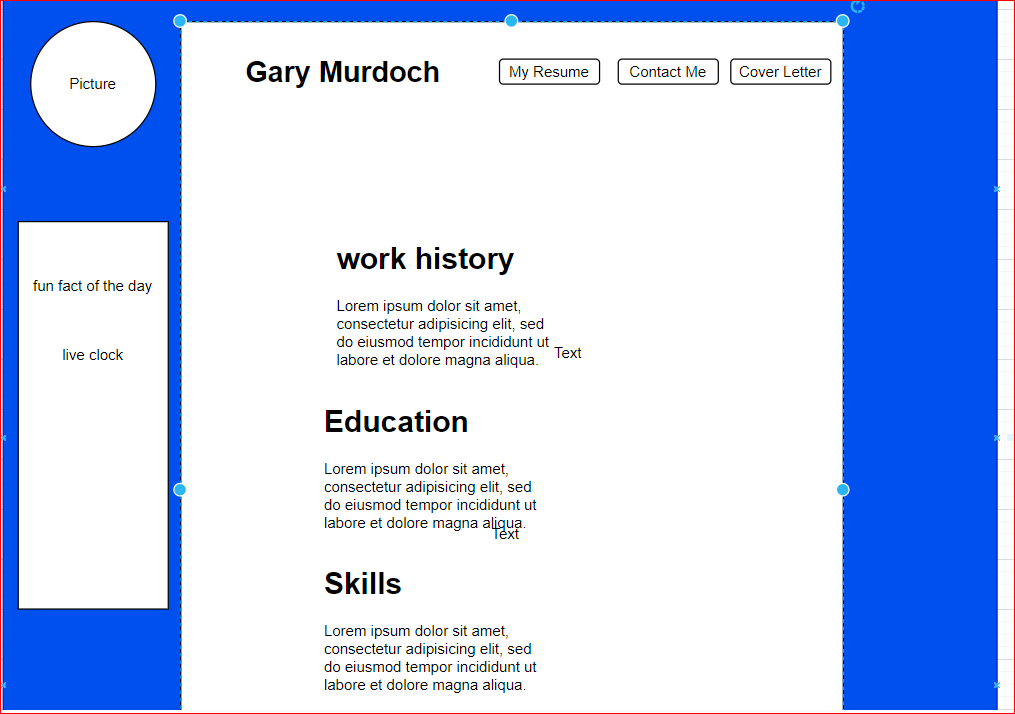 Picture
Gary Murdoch
My Resume
Contact Me
Cover Letter
fun fact of the day
live clock
work history
Lorem ipsum dolor sit amet,
consectetur adipisicing elit, sed
do eiusmod tempor incididunt ut
labore et dolore magna aliqua.
Text
Education
Lorem ipsum dolor sit amet,
consectetur adipisicing elit, sed
do eiusmod tempor incididunt ut
labore et dolore magna aliqua.
Text
Skills
Lorem ipsum dolor sit amet,
consectetur adipisicing elit, sed
do eiusmod tempor incididunt ut
labore et dolore magna aliqua.